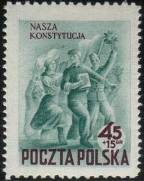 NASZA
KONSTYTUCJA
45
+15 GR
POCZTA POLSKA